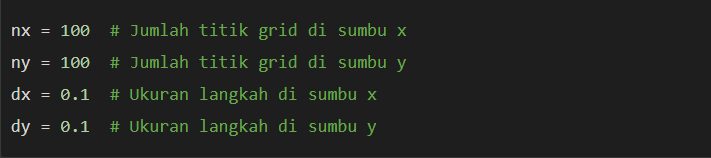 nx = 100  # Jumlah titik grid di sumbu x
ny = 100  # Jumlah titik grid di sumbu y
dx = 0.1  # Ukuran langkah di sumbu x
dy = 0.1  # Ukuran langkah di sumbu y